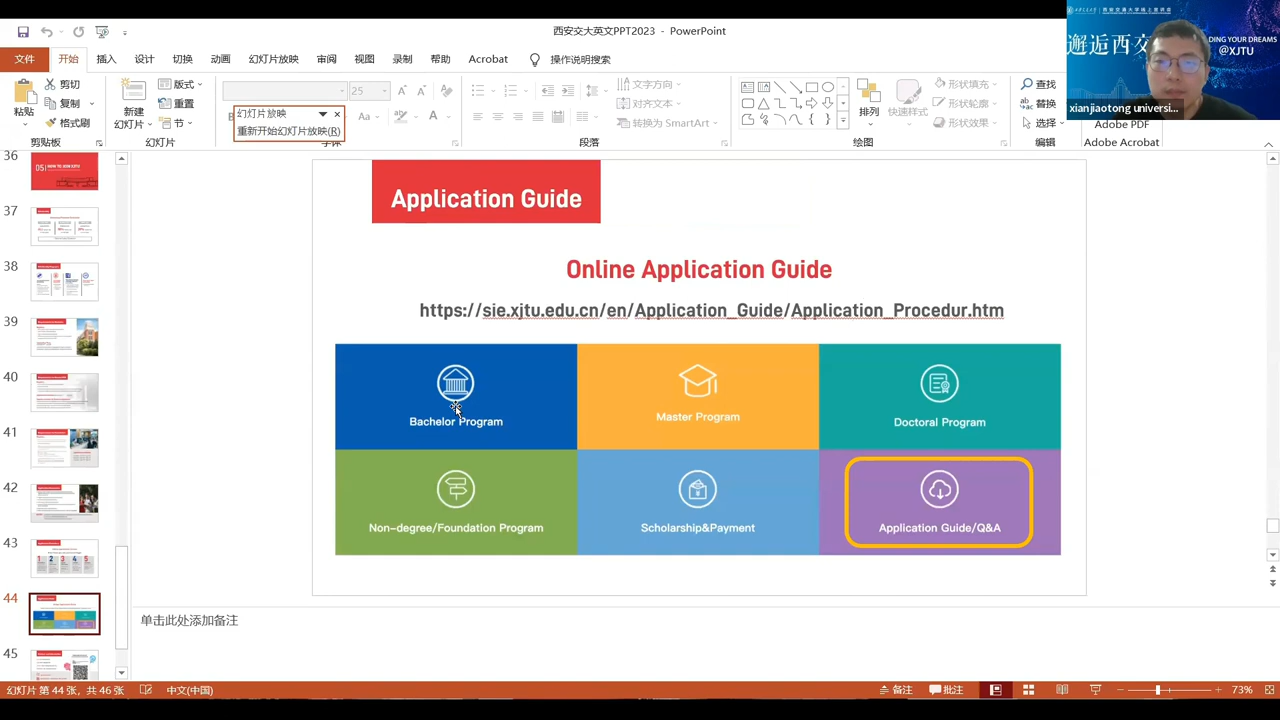 西安交大英文PPT2023 - PowerPoint
文件 开始 插入 设计 切换 动画 幻灯片放映 审阅 视图 录制 帮助 Acrobat 操作说明搜索
邂逅西交
DING YOUR DREAMS
@XJTU
xianjiaotong universi...
粘贴 剪切 复制 格式刷
剪贴板
新建幻灯片 版式 重置 节
幻灯片
25
幻灯片放映
重新开始幻灯片放映(R)
字体
文字方向
对齐文本
转换为 SmartArt
段落
排列 快速样式 形状填充 形状轮廓 形状效果
绘图
查找
替换
选择
编辑
Adobe PDF
Adobe Acrobat
36
37
38
39
40
41
42
43
44
45
Application Guide
Online Application Guide
https://sie.xjtu.edu.cn/en/Application_Guide/Application_Procedur.htm
Bachelor Program
Master Program
Doctoral Program
Non-degree/Foundation Program
Scholarship&Payment
Application Guide/Q&A
单击此处添加备注
幻灯片 第 44 张，共 46 张 中文(中国) 备注 批注 73%